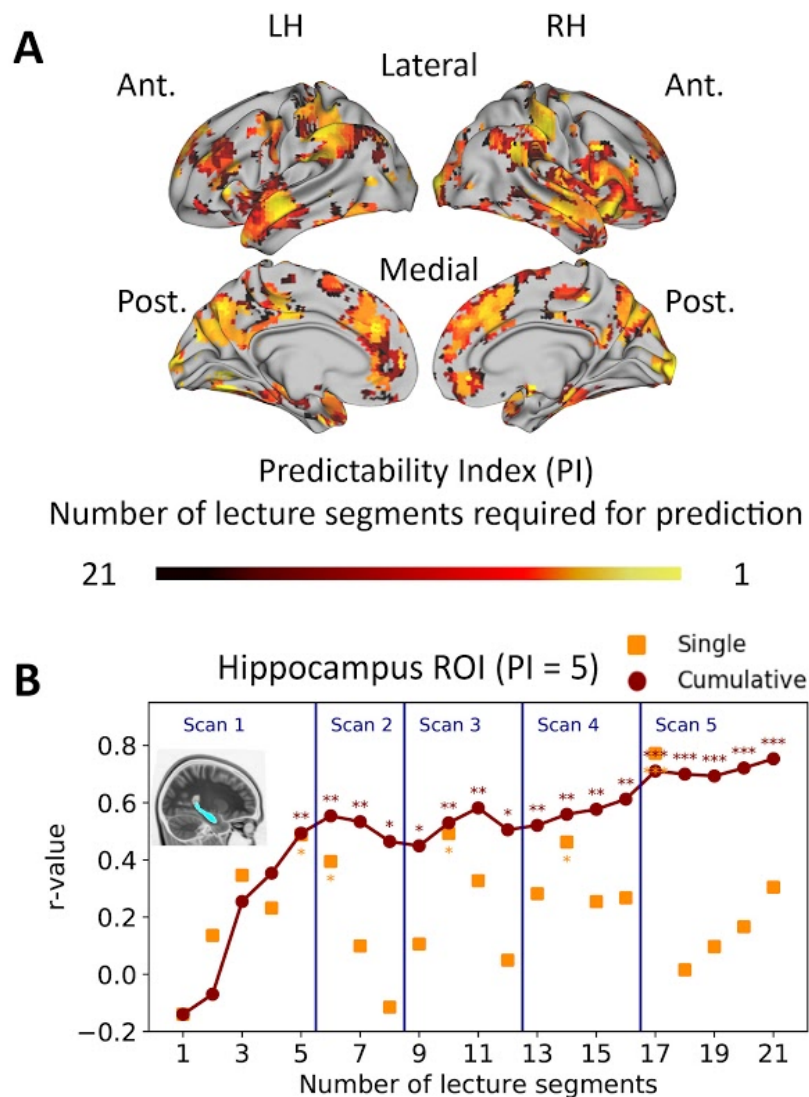 LH RH
A
Lateral
Ant. Ant.
Medial
Post. Post.
Predictability Index (PI)
Number of lecture segments required for prediction
21 1
Single
B Hippocampus ROI (PI = 5)
Cumulative
Scan 1 Scan 2 Scan 3 Scan 4 Scan 5
0.8
*** *** *** *** ***
***
0.6
** ** ** * * ** ** * ** ** ** **
* * * *
0.4
r-value
0.2
0.0
−0.2
1 3 5 7 9 11 13 15 17 19 21
Number of lecture segments